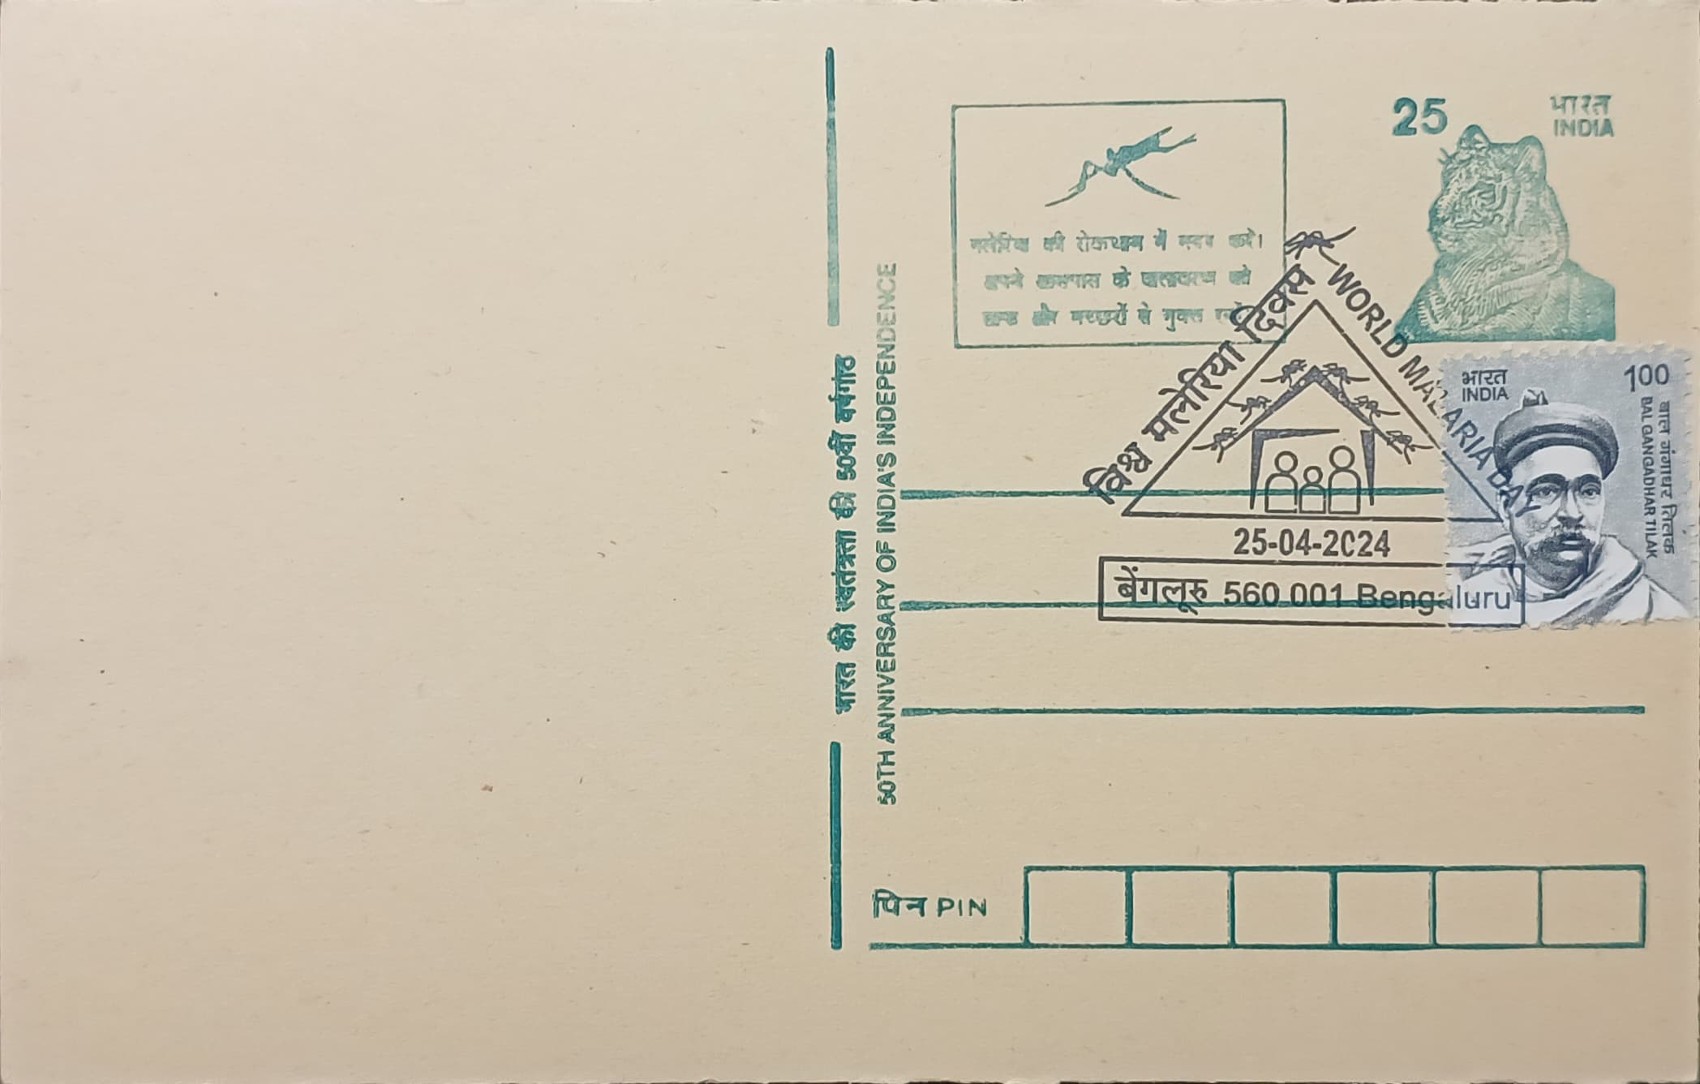 भारत की स्वतंत्रता की 50वीं वर्षगांठ
50TH ANNIVERSARY OF INDIA'S INDEPENDENCE
मलेरिया की रोकथाम में मदद करें।
अपने आसपास के वातावरण को
साफ और मच्छरों से मुक्त रखें
25
भारत
INDIA
विश्व मलेरिया दिवस
WORLD MALARIA DAY
भारत
INDIA
100
बाल गंगाधर तिलक
BAL GANGADHAR TILAK
25-04-2024
बेंगलूरु 560 001 Bengaluru
पिन PIN